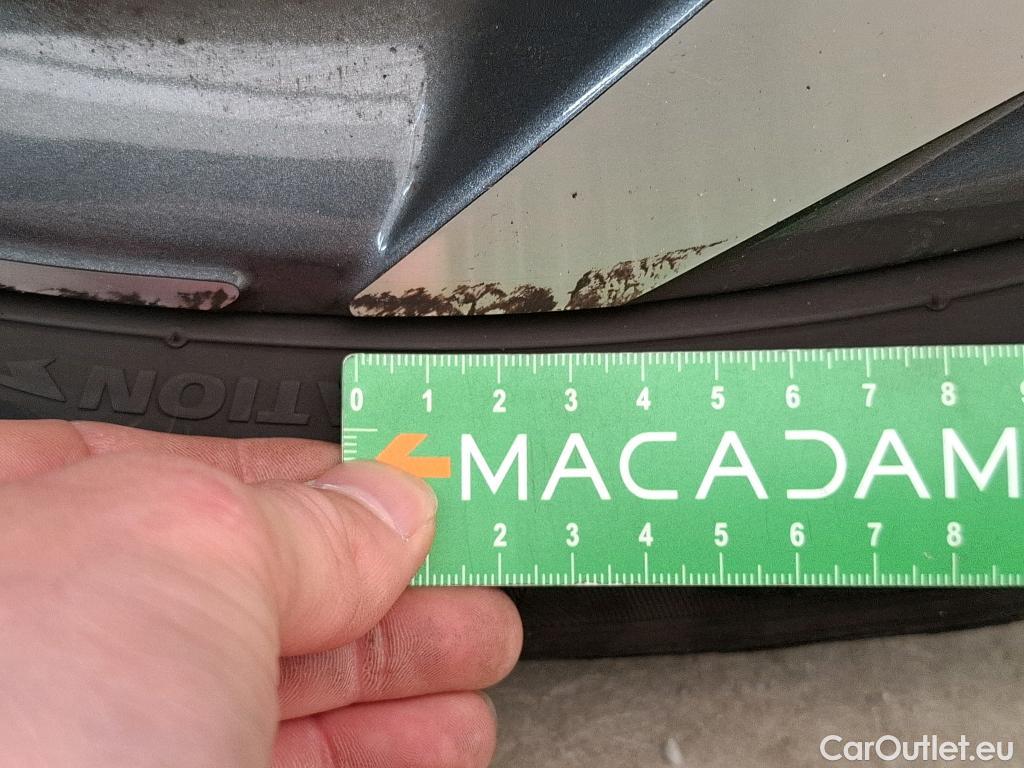 ATION
0 1 2 3 4 5 6 7 8 9
MACADAM
2 3 4 5 6 7 8
CarOutlet.eu